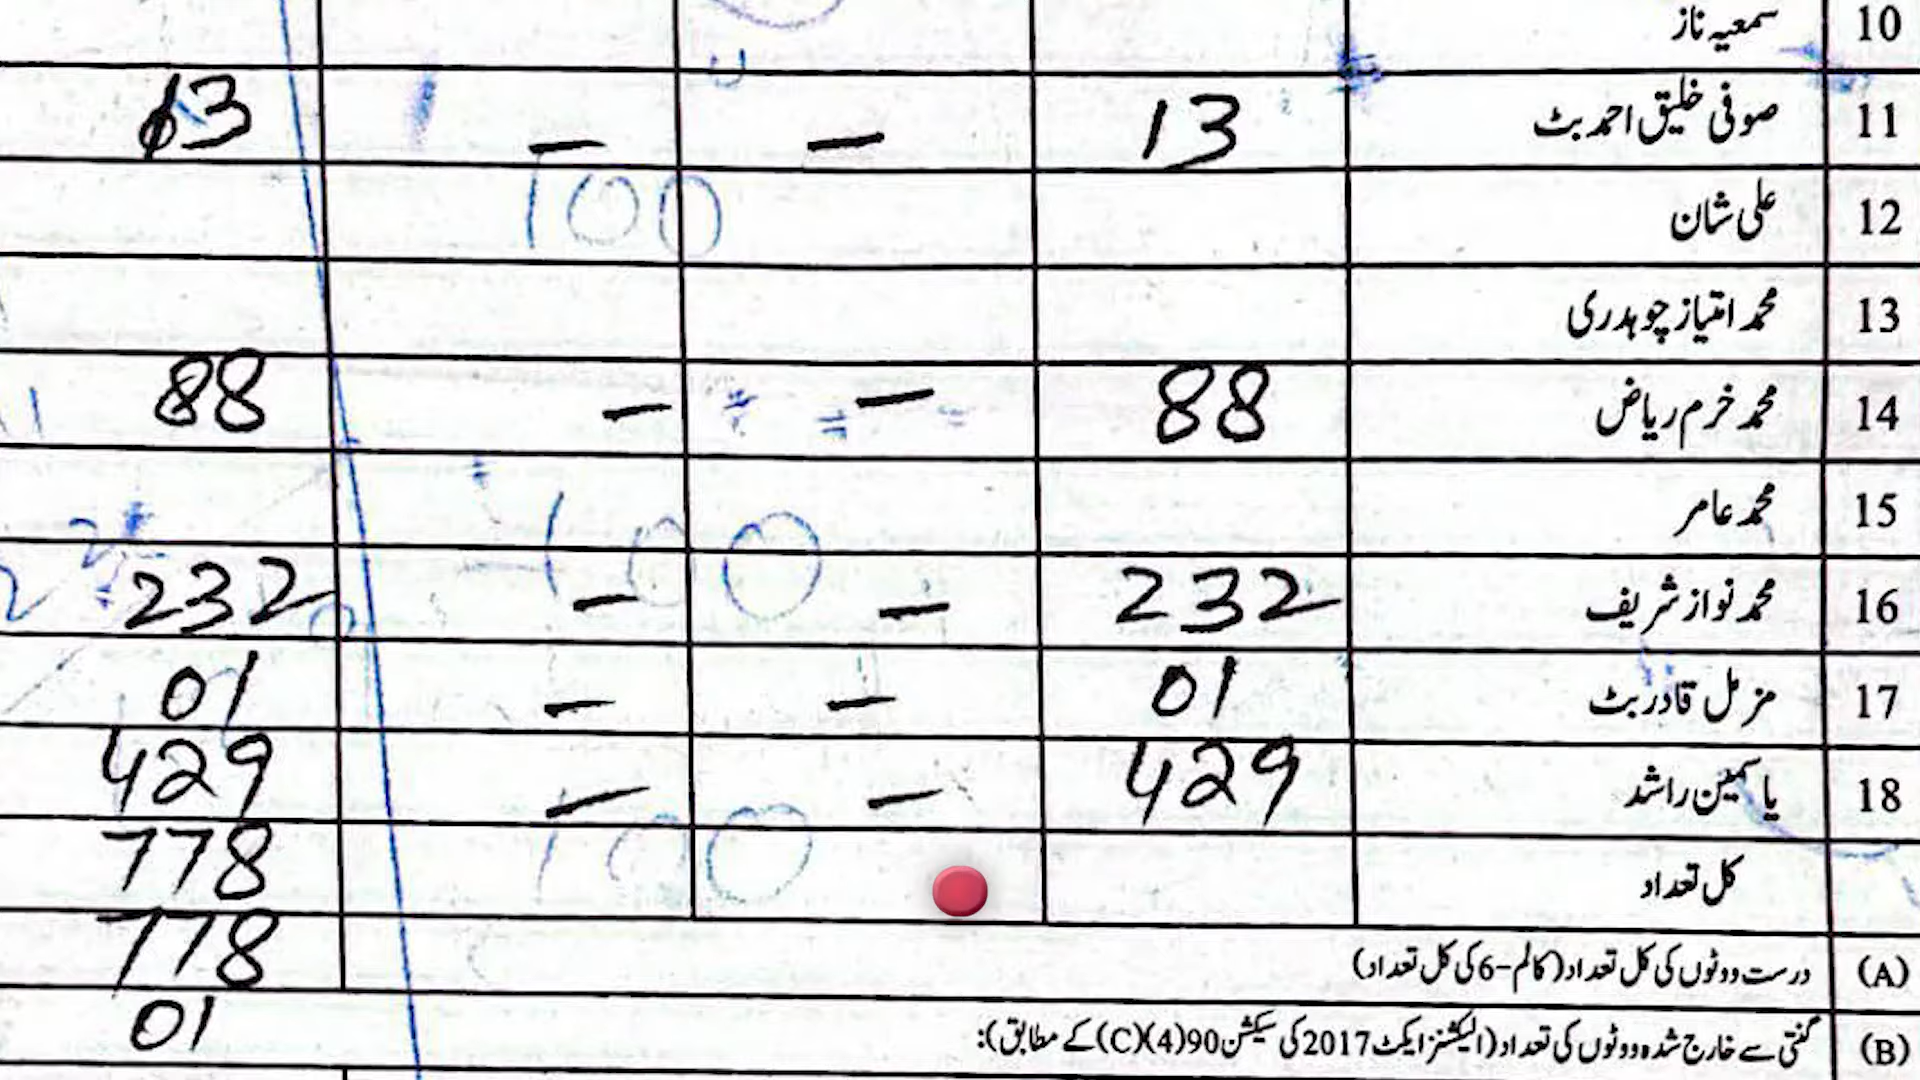 10 سمعیہ ناز
11 صوفی خلیق احمد بٹ 13 – – 13
12 علی شان
13 محمد امتیاز چوہدری
14 محمد خرم ریاض 88 – – 88
15 محمد عامر
16 محمد نواز شریف 232 – – 232
17 مزمل قادر بٹ 01 – – 01
18 یاسمین راشد 429 – – 429
کل تعداد 778
(A) درست ووٹوں کی کل تعداد (کالم-6 کی کل تعداد) 778
(B) گنتی سے خارج شدہ ووٹوں کی تعداد (الیکشنز ایکٹ 2017 کی سیکشن 90(4)(C) کے مطابق): 01